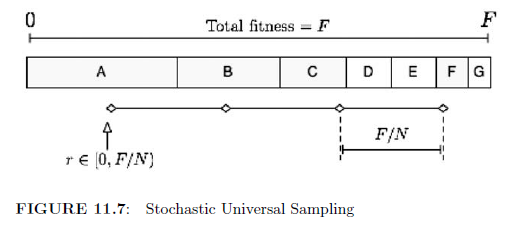 0 F
Total fitness = F
A B C D E F G
F/N
r ∈ [0, F/N)
FIGURE 11.7: Stochastic Universal Sampling